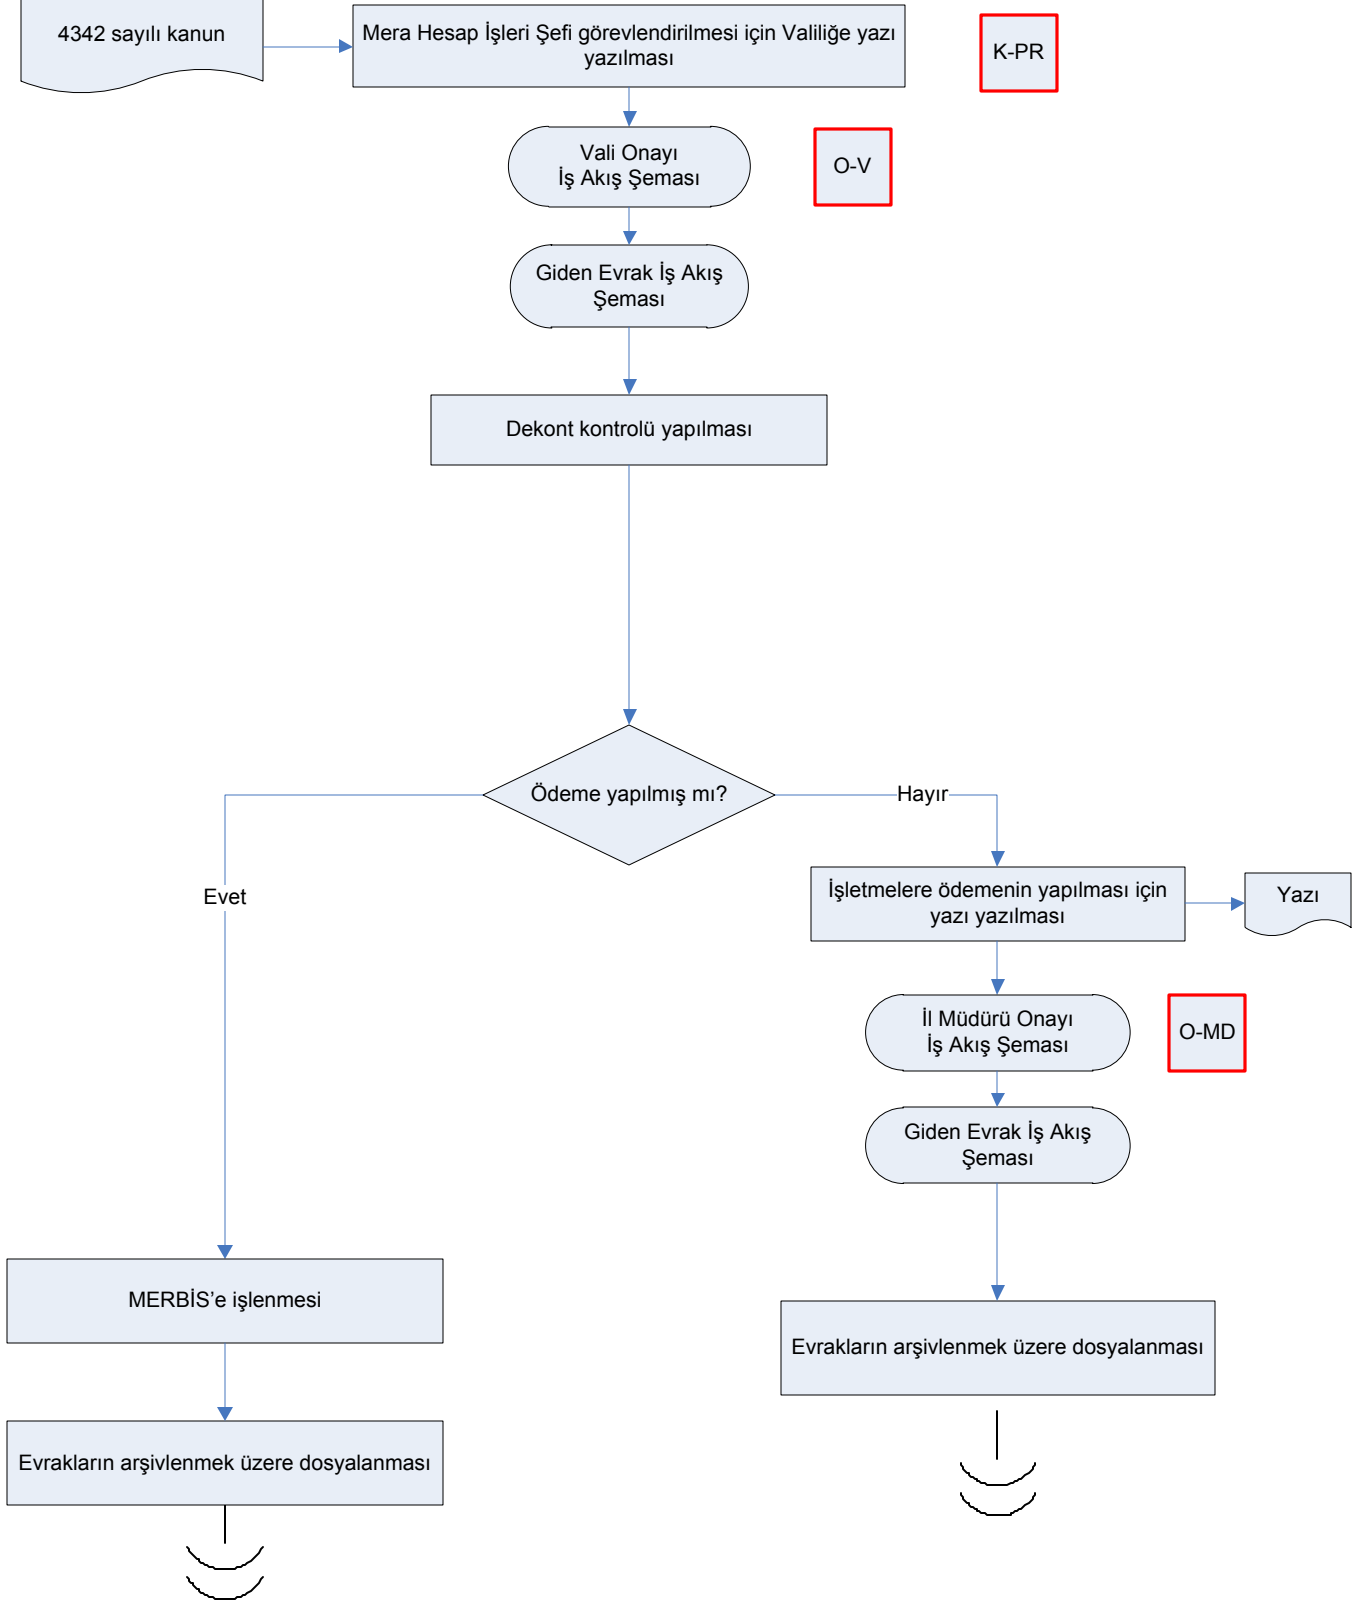 4342 sayılı kanun
Mera Hesap İşleri Şefi görevlendirilmesi için Valiliğe yazı
yazılması
K-PR
Vali Onayı
İş Akış Şeması
O-V
Giden Evrak İş Akış
Şeması
Dekont kontrolü yapılması
Ödeme yapılmış mı?
Hayır
Evet
İşletmelere ödemenin yapılması için
yazı yazılması
Yazı
İl Müdürü Onayı
İş Akış Şeması
O-MD
Giden Evrak İş Akış
Şeması
MERBİS’e işlenmesi
Evrakların arşivlenmek üzere dosyalanması
Evrakların arşivlenmek üzere dosyalanması